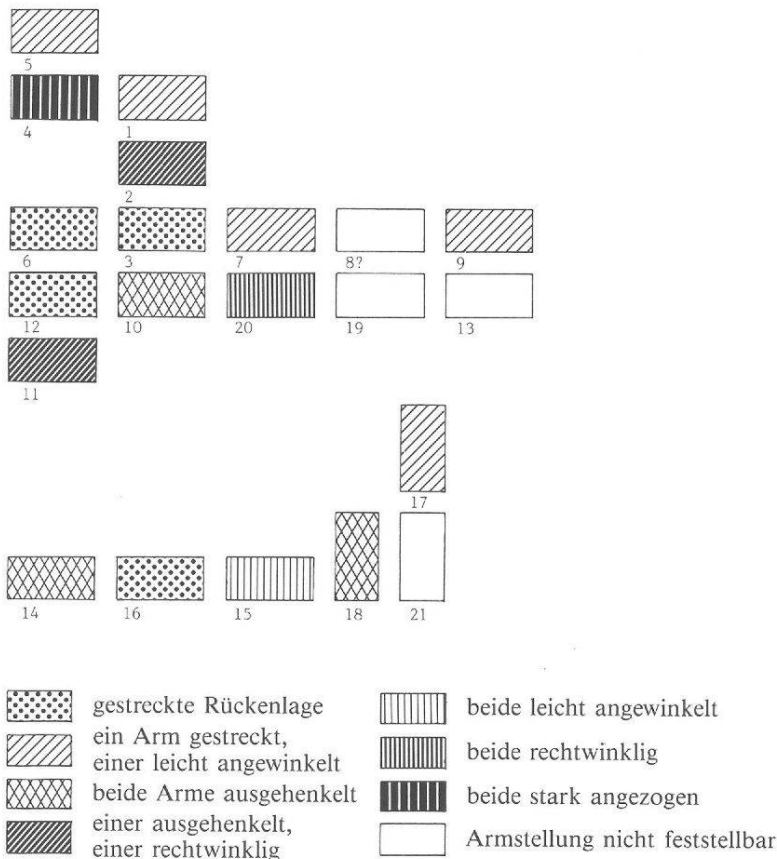 5
4 1
2
6 3 7 8? 9
12 10 20 19 13
11
17
14 16 15 18 21
gestreckte Rückenlage
ein Arm gestreckt,
einer leicht angewinkelt
beide Arme ausgehenkelt
einer ausgehenkelt,
einer rechtwinklig
beide leicht angewinkelt
beide rechtwinklig
beide stark angezogen
Armstellung nicht feststellbar